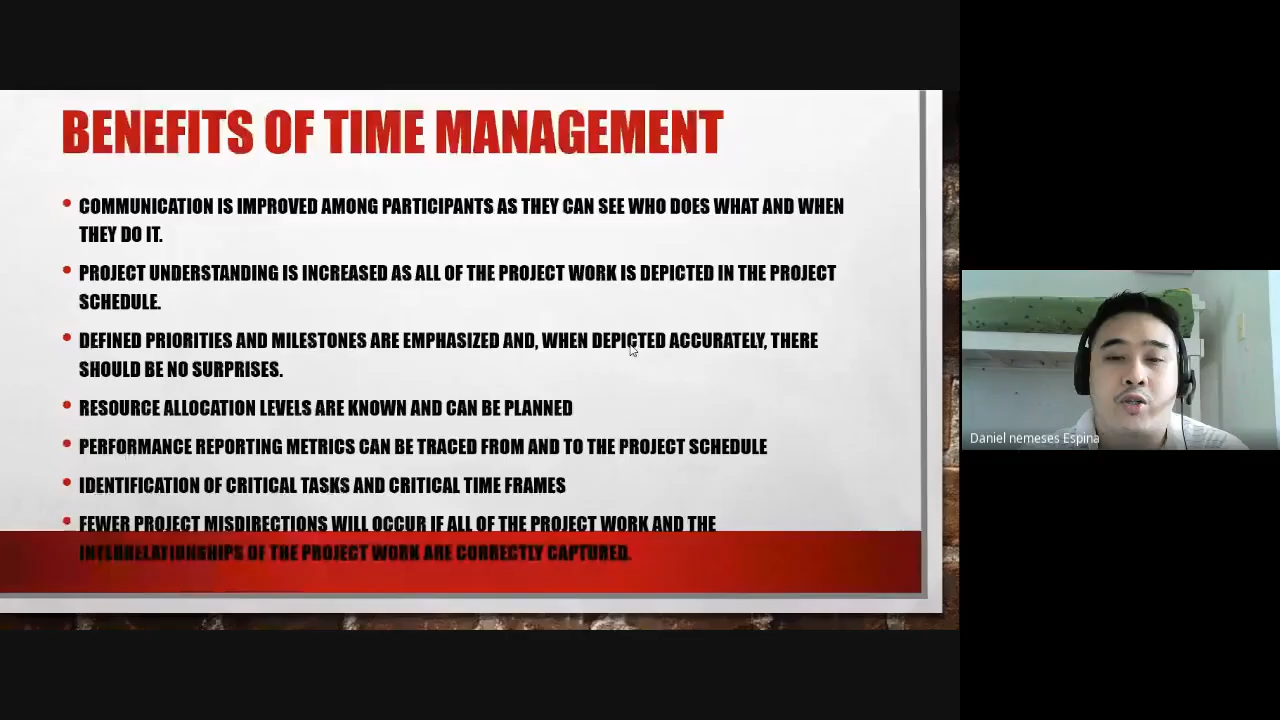 BENEFITS OF TIME MANAGEMENT
• COMMUNICATION IS IMPROVED AMONG PARTICIPANTS AS THEY CAN SEE WHO DOES WHAT AND WHEN
THEY DO IT.
• PROJECT UNDERSTANDING IS INCREASED AS ALL OF THE PROJECT WORK IS DEPICTED IN THE PROJECT
SCHEDULE.
• DEFINED PRIORITIES AND MILESTONES ARE EMPHASIZED AND, WHEN DEPICTED ACCURATELY, THERE
SHOULD BE NO SURPRISES.
• RESOURCE ALLOCATION LEVELS ARE KNOWN AND CAN BE PLANNED
• PERFORMANCE REPORTING METRICS CAN BE TRACED FROM AND TO THE PROJECT SCHEDULE
• IDENTIFICATION OF CRITICAL TASKS AND CRITICAL TIME FRAMES
• FEWER PROJECT MISDIRECTIONS WILL OCCUR IF ALL OF THE PROJECT WORK AND THE
INTERRELATIONSHIPS OF THE PROJECT WORK ARE CORRECTLY CAPTURED.
Daniel nemeses Espina